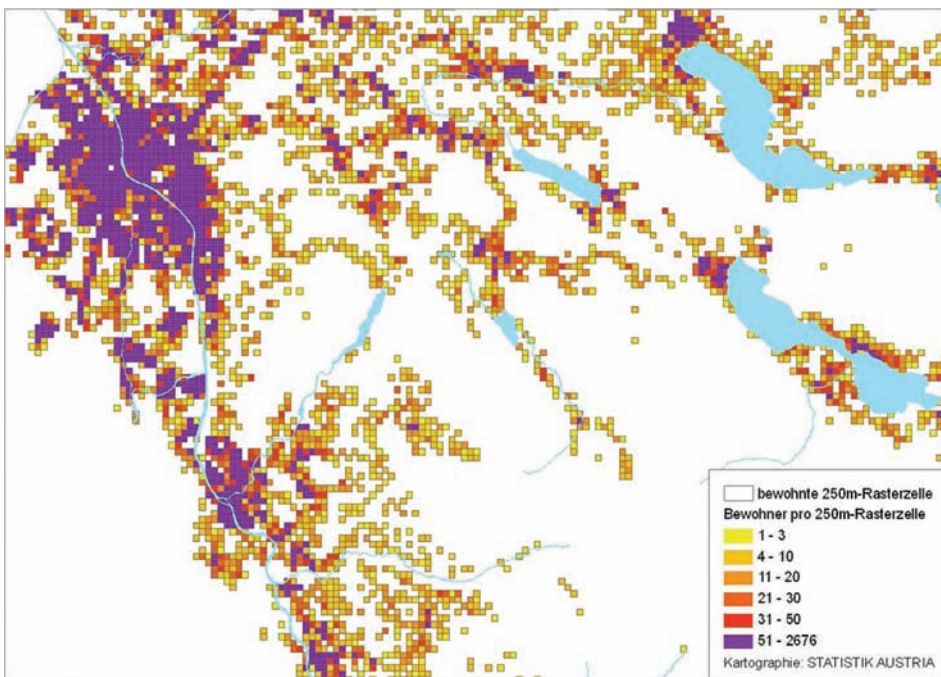 bewohnte 250m-Rasterzelle
Bewohner pro 250m-Rasterzelle
1 - 3
4 - 10
11 - 20
21 - 30
31 - 50
51 - 2676
Kartographie: STATISTIK AUSTRIA